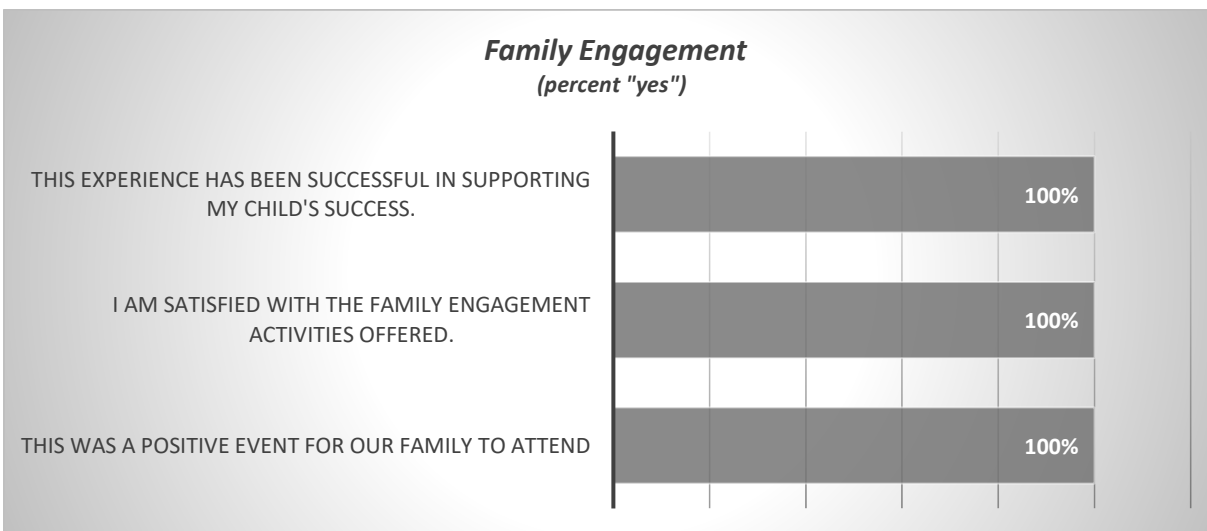 Family Engagement
(percent "yes")
THIS EXPERIENCE HAS BEEN SUCCESSFUL IN SUPPORTING
MY CHILD'S SUCCESS.
100%
I AM SATISFIED WITH THE FAMILY ENGAGEMENT
ACTIVITIES OFFERED.
100%
THIS WAS A POSITIVE EVENT FOR OUR FAMILY TO ATTEND
100%